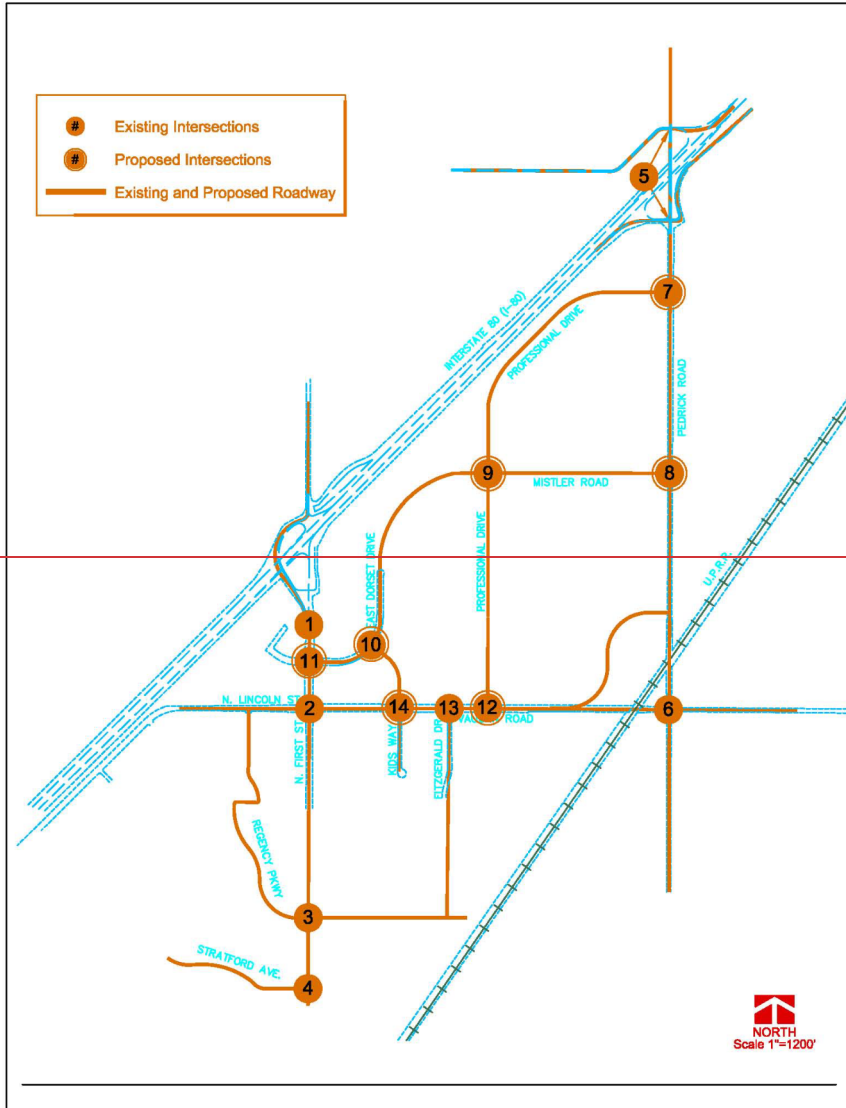 # Existing Intersections
# Proposed Intersections
Existing and Proposed Roadway
5
7
INTERSTATE 80 (I-80)
PROFESSIONAL DRIVE
PEDRICK ROAD
9
8
MISTLER ROAD
PROFESSIONAL DRIVE
EAST DORSET DRIVE
U.P.R.R.
1
10
11
N. LINCOLN ST.
2
14
13
12
6
ROAD
N. FIRST ST.
KIDS WAY
FITZGERALD DR.
REGENCY PKWY
3
STRATFORD AVE.
4
NORTH
Scale 1"=1200'